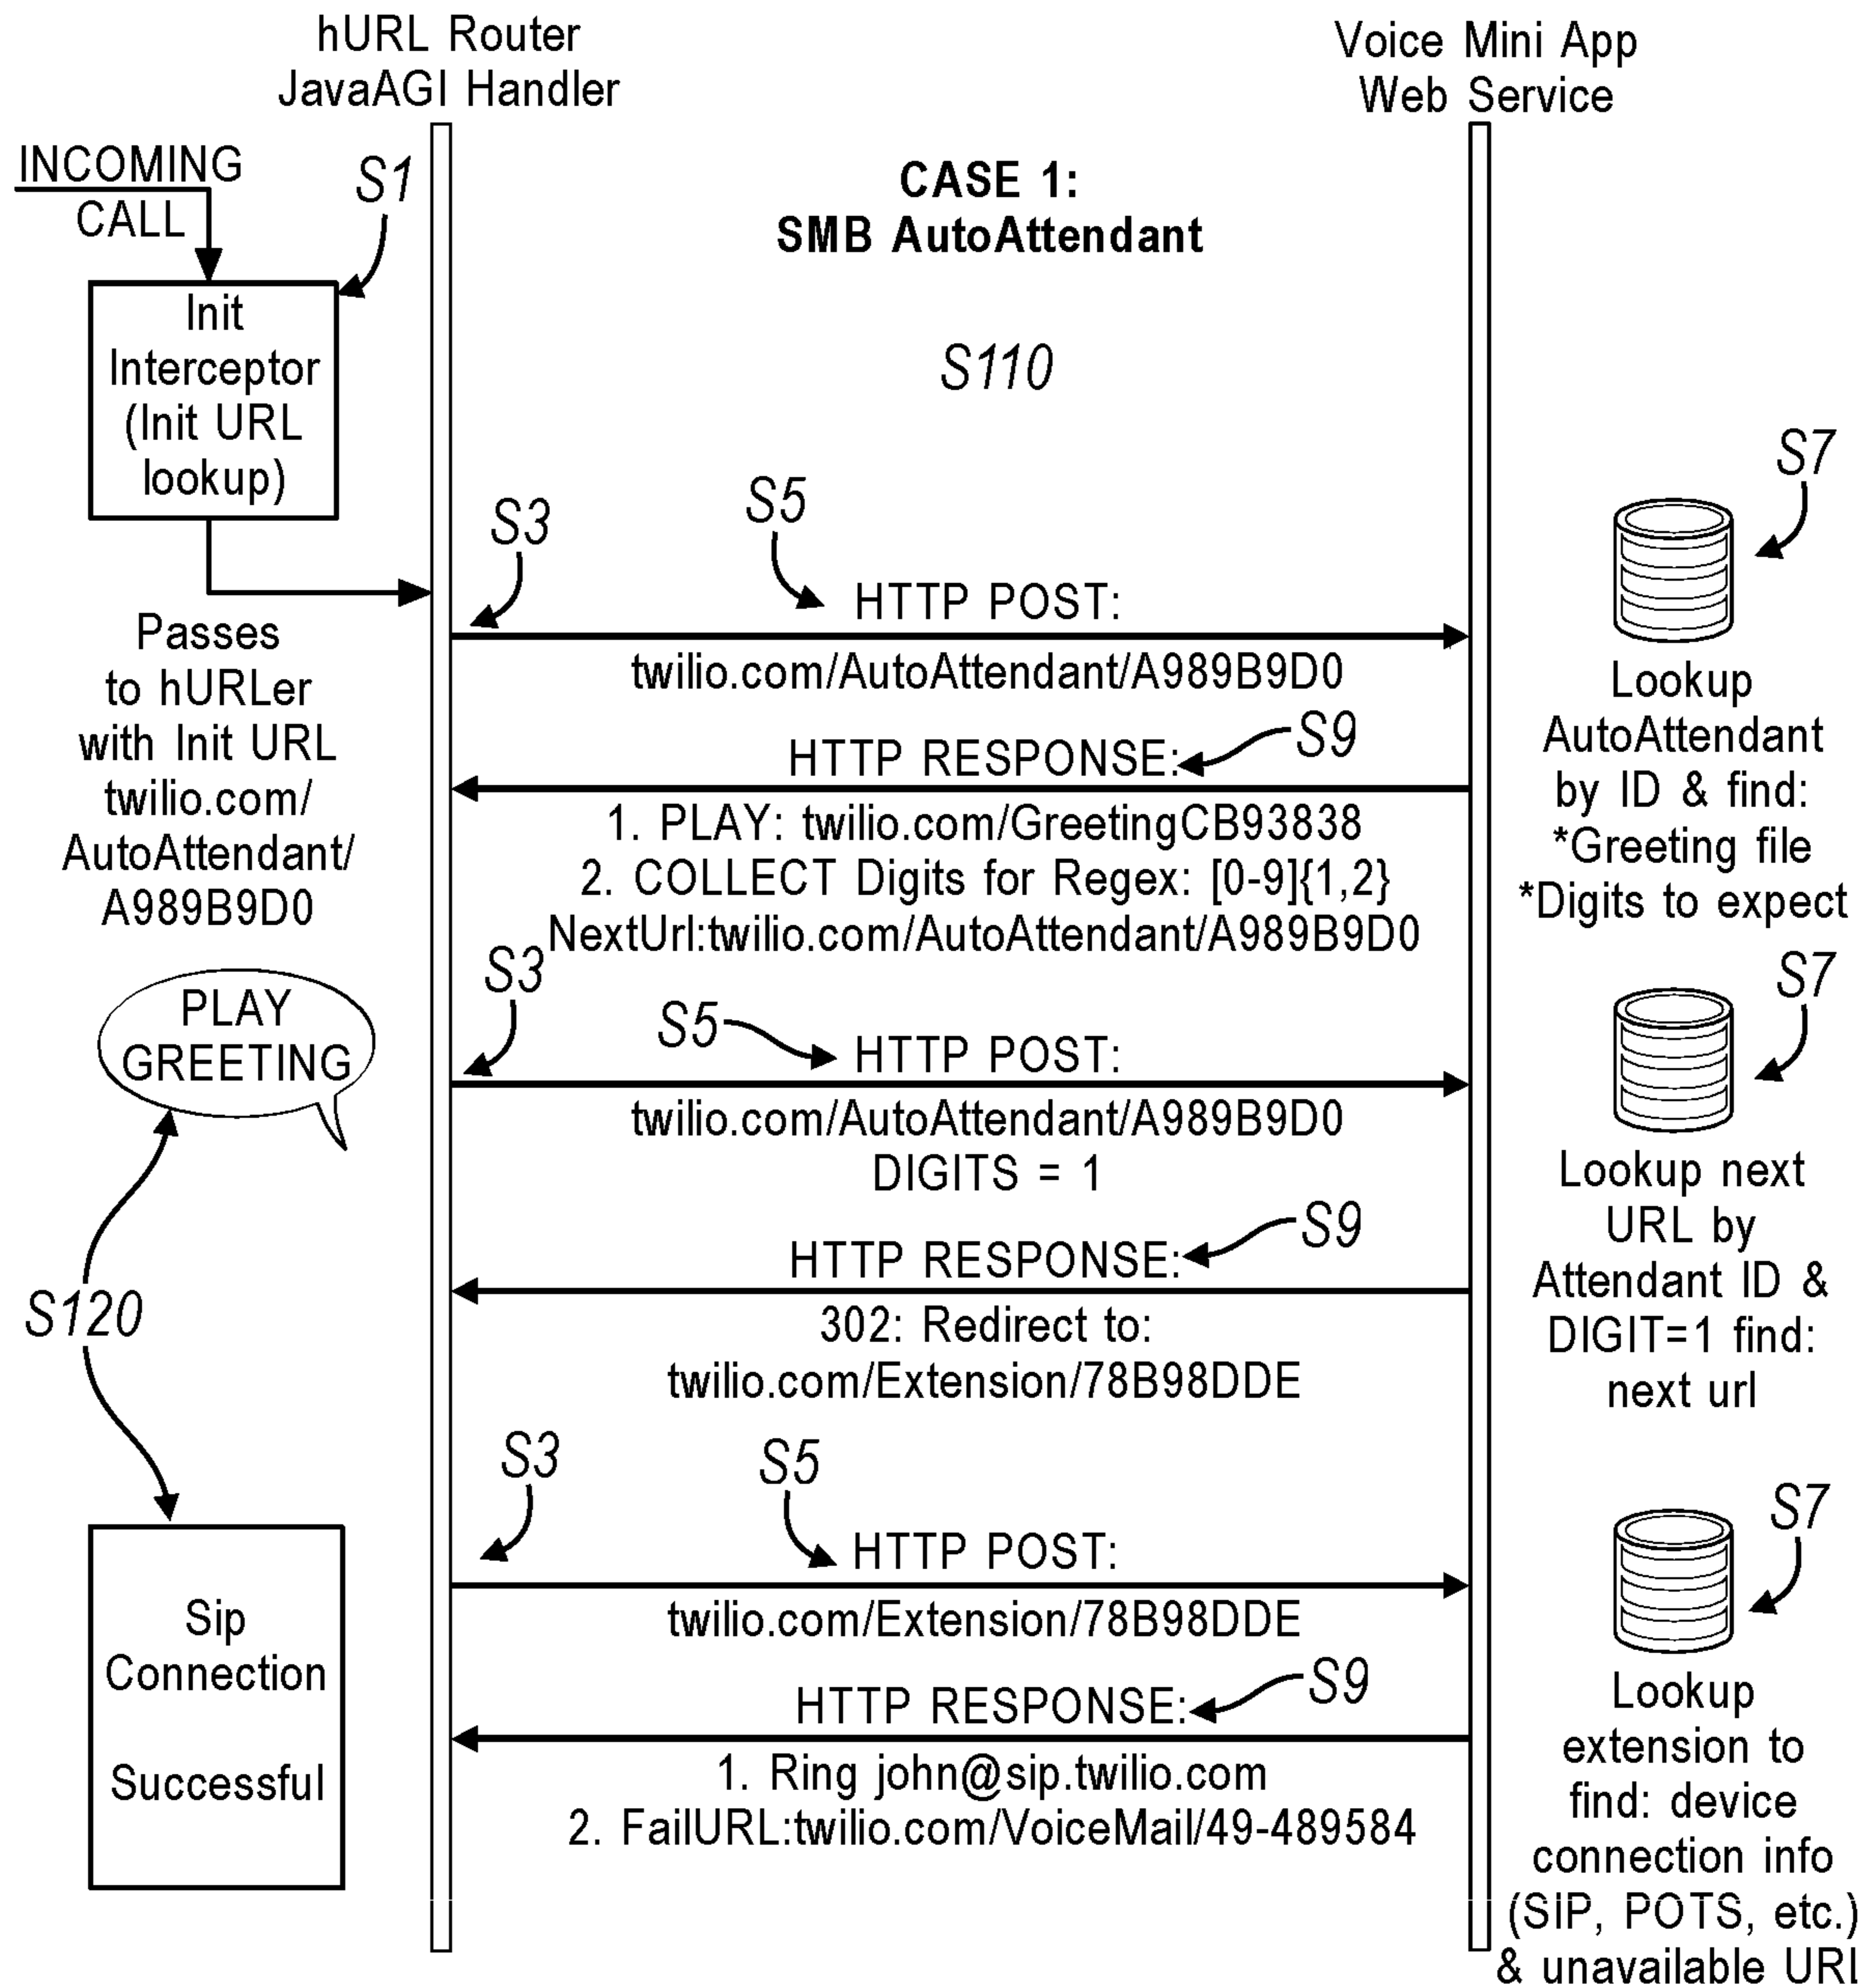 hURL Router
JavaAGI Handler
Voice Mini App
Web Service
INCOMING
CALL
S1
CASE 1:
SMB AutoAttendant
Init
Interceptor
(Init URL
lookup)
S110
S3
S5
HTTP POST:
twilio.com/AutoAttendant/A989B9D0
S7
Lookup
AutoAttendant
by ID & find:
*Greeting file
*Digits to expect
Passes
to hURLer
with Init URL
twilio.com/
AutoAttendant/
A989B9D0
HTTP RESPONSE:
S9
1. PLAY: twilio.com/GreetingCB93838
2. COLLECT Digits for Regex: [0-9]{1,2}
NextUrl:twilio.com/AutoAttendant/A989B9D0
PLAY
GREETING
S3
S5
HTTP POST:
twilio.com/AutoAttendant/A989B9D0
DIGITS = 1
S7
Lookup next
URL by
Attendant ID &
DIGIT=1 find:
next url
S120
HTTP RESPONSE:
S9
302: Redirect to:
twilio.com/Extension/78B98DDE
S3
S5
HTTP POST:
twilio.com/Extension/78B98DDE
S7
Lookup
extension to
find: device
connection info
(SIP, POTS, etc.)
& unavailable URI
Sip
Connection
Successful
HTTP RESPONSE:
S9
1. Ring john@sip.twilio.com
2. FailURL:twilio.com/VoiceMail/49-489584